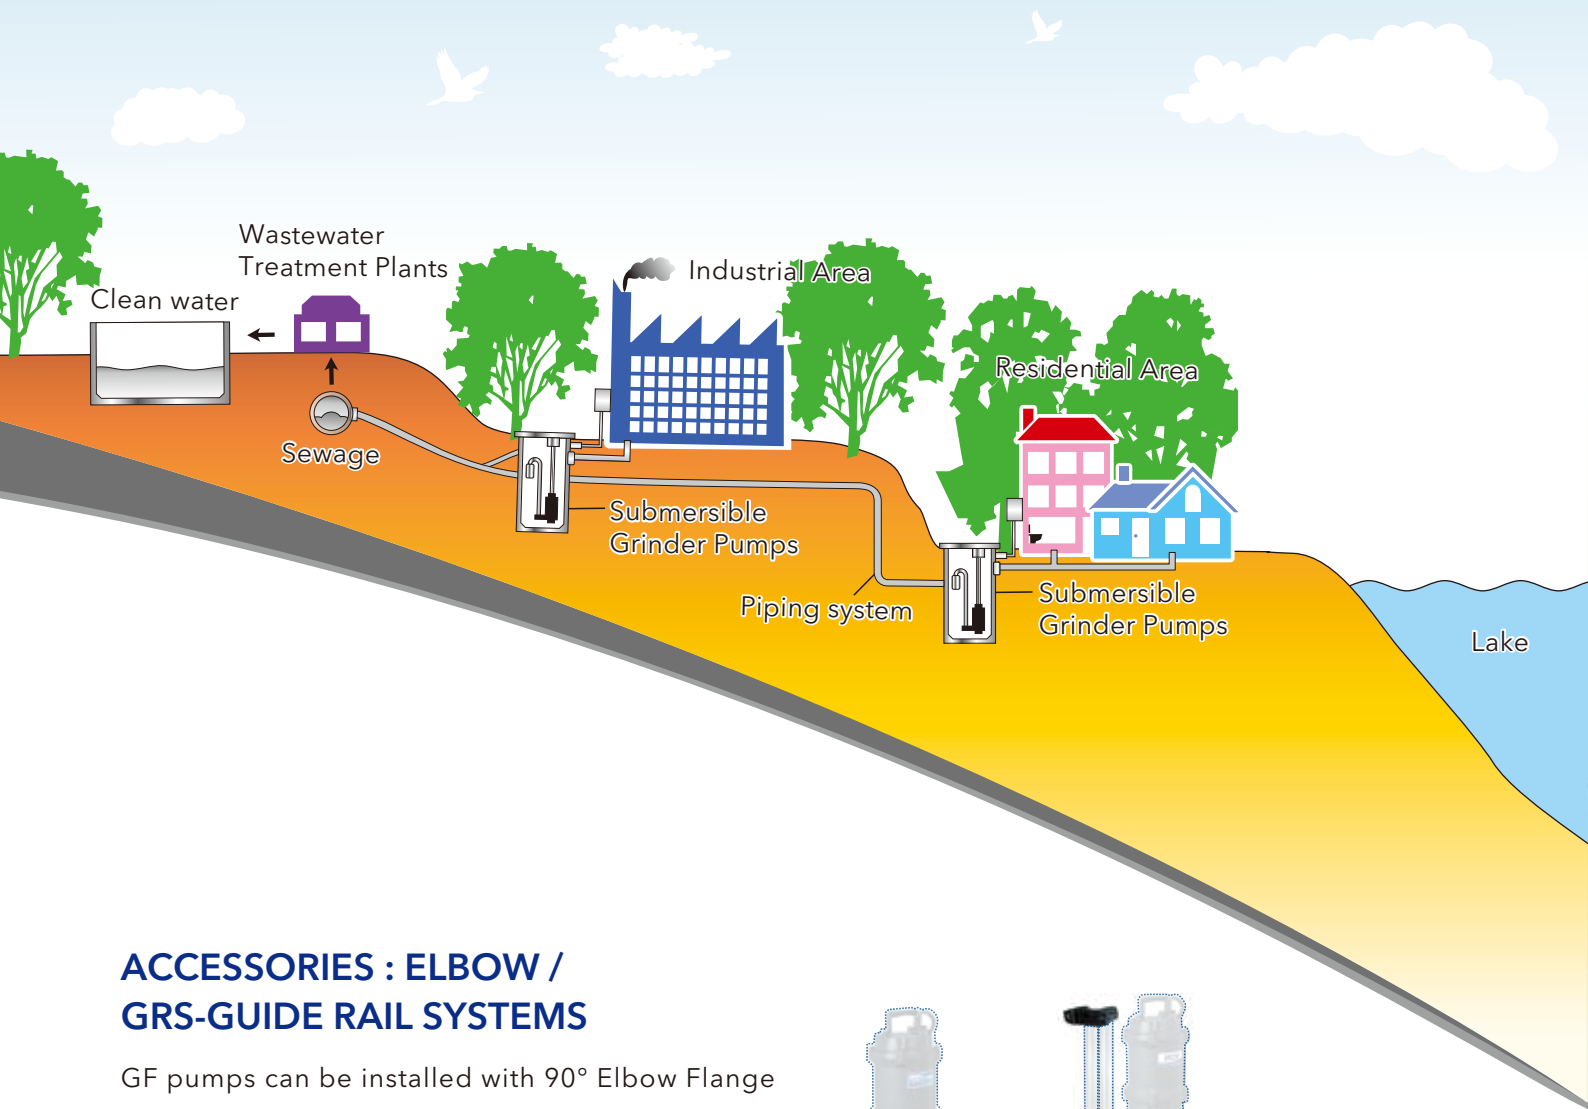 Wastewater
Treatment Plants
Clean water
Industrial Area
Residential Area
Sewage
Submersible
Grinder Pumps
Piping system
Submersible
Grinder Pumps
Lake
ACCESSORIES : ELBOW /
GRS-GUIDE RAIL SYSTEMS
GF pumps can be installed with 90° Elbow Flange